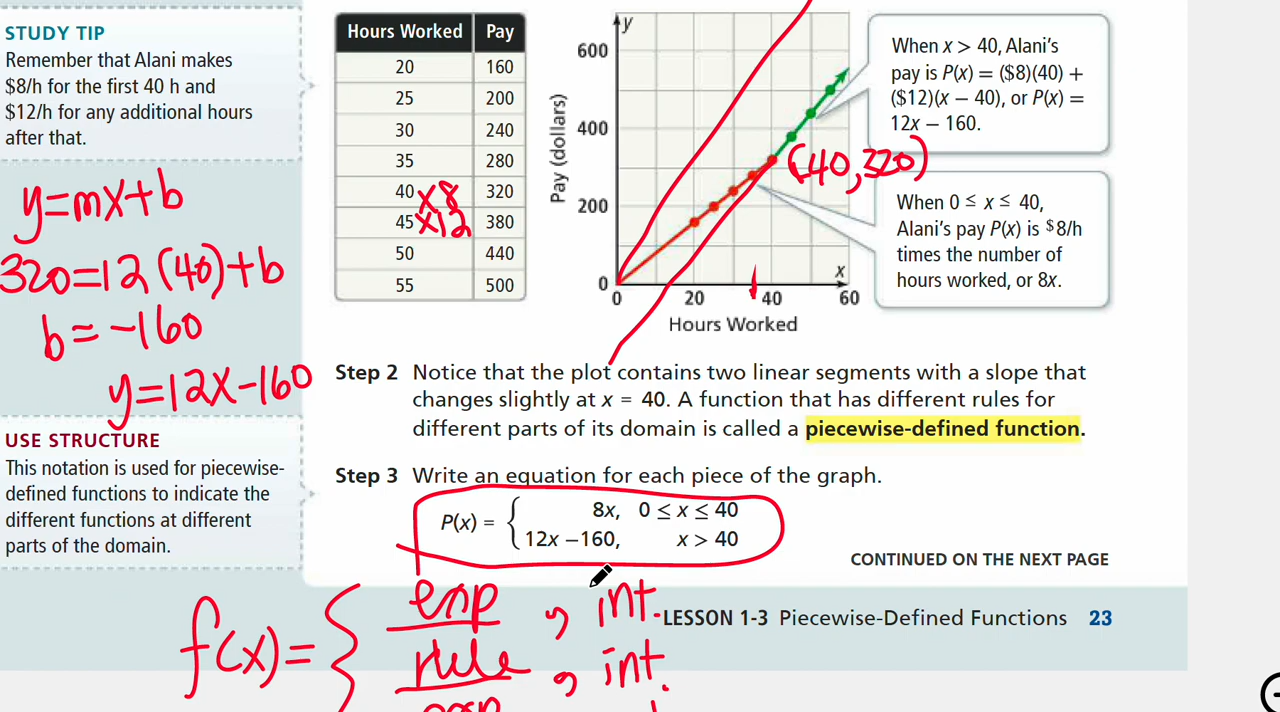 STUDY TIP
Remember that Alani makes
$8/h for the first 40 h and
$12/h for any additional hours
after that.
y=mx+b
320=12(40)+b
b=-160
y=12x-160
USE STRUCTURE
This notation is used for piecewise-
defined functions to indicate the
different functions at different
parts of the domain.
Hours Worked Pay
20 160
25 200
30 240
35 280
40 x8 320
45 x12 380
50 440
55 500
y
600
400
200
0
0 20 40 60
x
Pay (dollars)
Hours Worked
(40,320)
When x > 40, Alani's
pay is P(x) = ($8)(40) +
($12)(x − 40), or P(x) =
12x − 160.
When 0 ≤ x ≤ 40,
Alani's pay P(x) is $8/h
times the number of
hours worked, or 8x.
Step 2 Notice that the plot contains two linear segments with a slope that
changes slightly at x = 40. A function that has different rules for
different parts of its domain is called a piecewise-defined function.
Step 3 Write an equation for each piece of the graph.
P(x) = { 8x, 0 ≤ x ≤ 40
12x −160, x > 40
CONTINUED ON THE NEXT PAGE
LESSON 1-3 Piecewise-Defined Functions 23
f(x)= { exp , int.
rule , int.